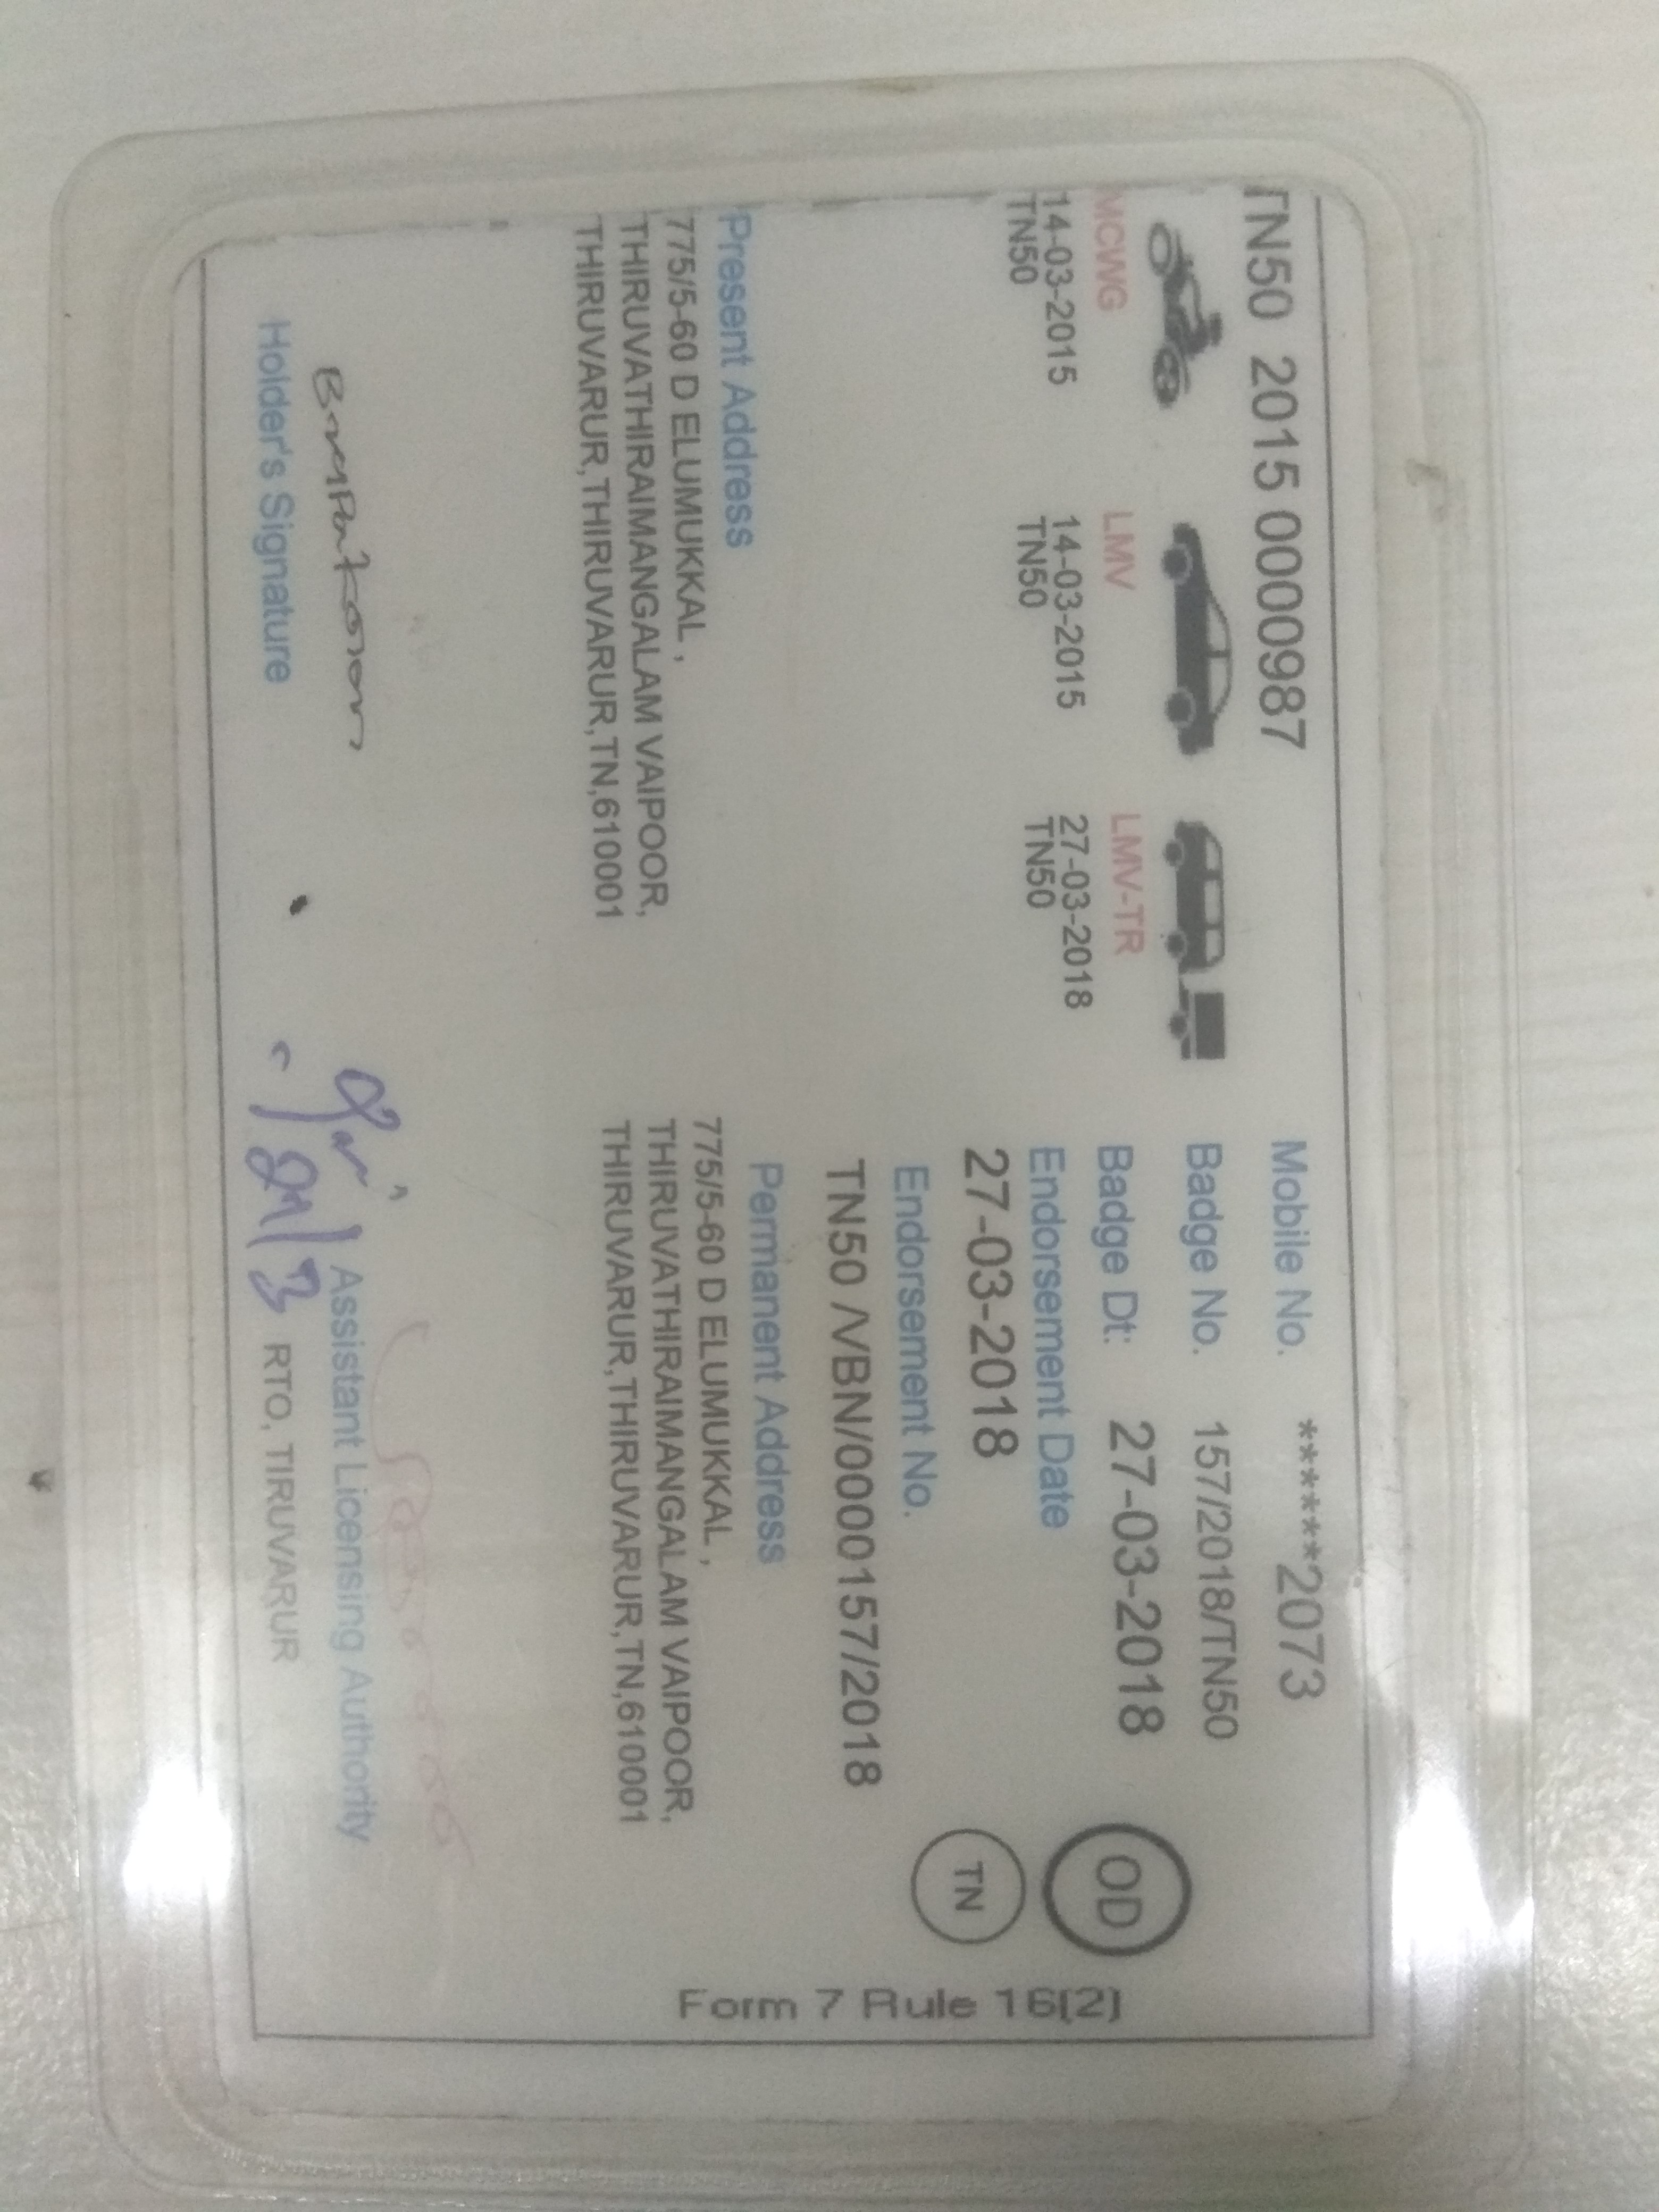 TN50 2015 0000987
MCWG
14-03-2015
TN50
LMV
14-03-2015
TN50
LMV-TR
27-03-2018
TN50
Mobile No. ******2073
Badge No. 157/2018/TN50
Badge Dt: 27-03-2018
Endorsement Date
27-03-2018
Endorsement No.
TN50 /VBN/0000157/2018
OD
TN
Form 7 Rule 16(2)
Present Address
775/5-60 D ELUMUKKAL ,
THIRUVATHIRAIMANGALAM VAIPOOR,
THIRUVARUR,THIRUVARUR,TN,610001
Permanent Address
775/5-60 D ELUMUKKAL ,
THIRUVATHIRAIMANGALAM VAIPOOR,
THIRUVARUR,THIRUVARUR,TN,610001
Holder's Signature
Assistant Licensing Authority
RTO, TIRUVARUR